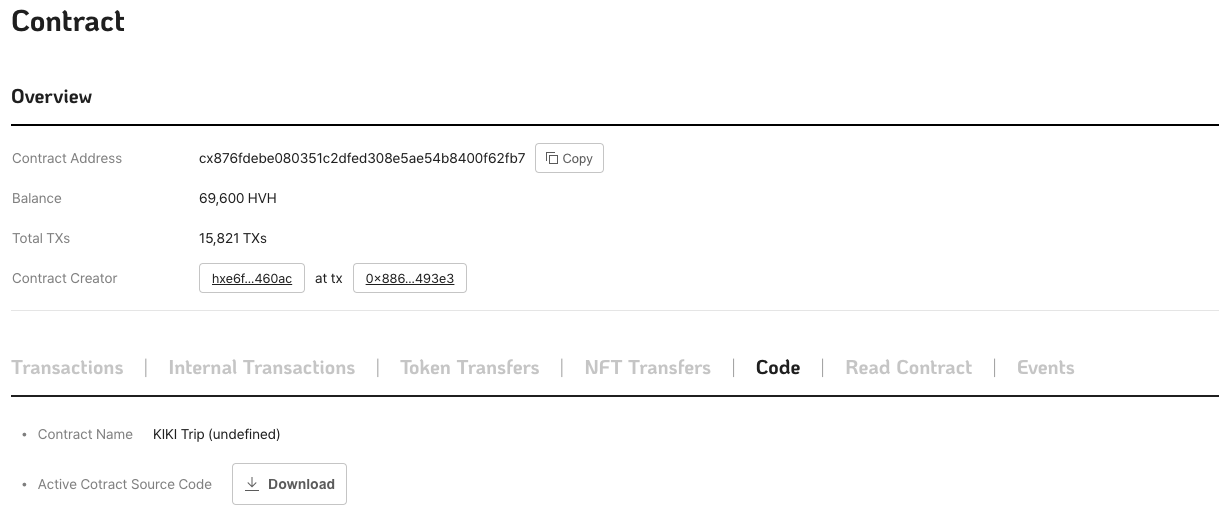 Contract
Overview
Contract Address cx876fdebe080351c2dfed308e5ae54b8400f62fb7 Copy
Balance 69,600 HVH
Total TXs 15,821 TXs
Contract Creator hxe6f...460ac at tx 0x886...493e3
Transactions | Internal Transactions | Token Transfers | NFT Transfers | Code | Read Contract | Events
• Contract Name KIKI Trip (undefined)
• Active Cotract Source Code Download